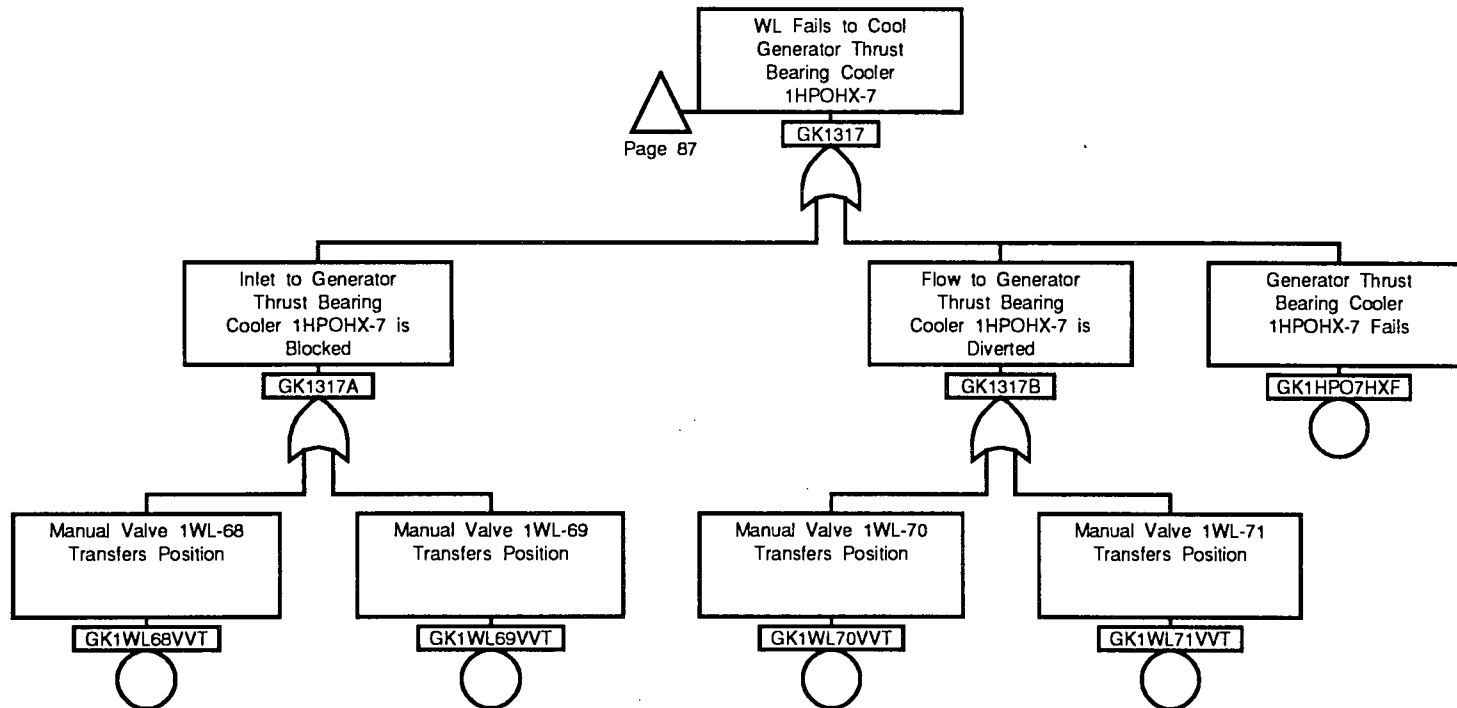 WL Fails to Cool
Generator Thrust
Bearing Cooler
1HPOHX-7
Page 87
GK1317
Inlet to Generator
Thrust Bearing
Cooler 1HPOHX-7 is
Blocked
GK1317A
Flow to Generator
Thrust Bearing
Cooler 1HPOHX-7 is
Diverted
GK1317B
Generator Thrust
Bearing Cooler
1HPOHX-7 Fails
GK1HPO7HXF
Manual Valve 1WL-68
Transfers Position
GK1WL68VVT
Manual Valve 1WL-69
Transfers Position
GK1WL69VVT
Manual Valve 1WL-70
Transfers Position
GK1WL70VVT
Manual Valve 1WL-71
Transfers Position
GK1WL71VVT